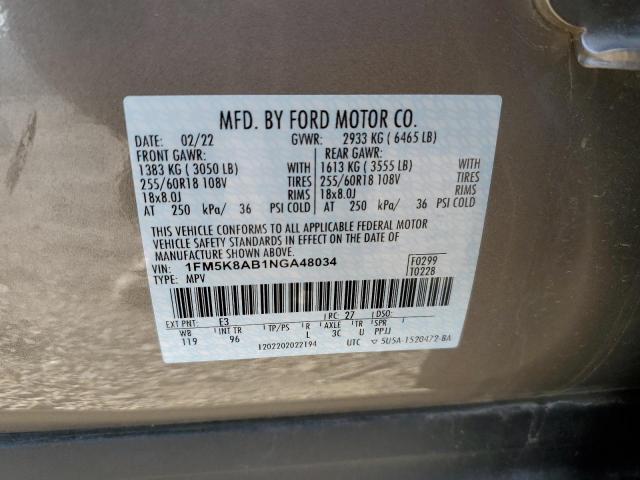 MFD. BY FORD MOTOR CO.
DATE: 02/22 GVWR: 2933 KG ( 6465 LB)
FRONT GAWR: REAR GAWR:
1383 KG ( 3050 LB) WITH 1613 KG ( 3555 LB) WITH
255/60R18 108V TIRES 255/60R18 108V TIRES
18x8.0J RIMS 18x8.0J RIMS
AT 250 kPa/ 36 PSI COLD AT 250 kPa/ 36 PSI COLD
THIS VEHICLE CONFORMS TO ALL APPLICABLE FEDERAL MOTOR
VEHICLE SAFETY STANDARDS IN EFFECT ON THE DATE OF
MANUFACTURE SHOWN ABOVE.
VIN: 1FM5K8AB1NGA48034 F0299
TYPE: MPV 10228
EXT PNT: E3 RC: 27 DSO:
WB INT TR TP/PS R AXLE TR SPR
119 96 L 3C U PPJJ
1202202022194 UTC ▽ 5U5A-1520472-BA